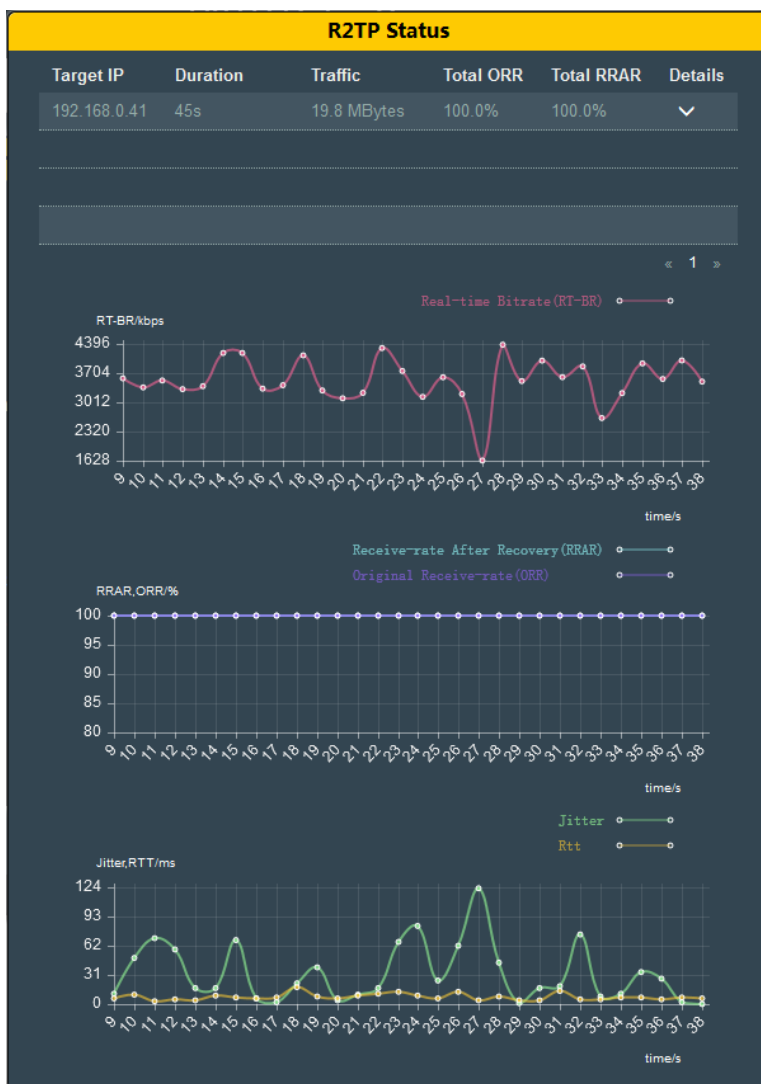 R2TP Status
Target IP Duration Traffic Total ORR Total RRAR Details
192.168.0.41 45s 19.8 MBytes 100.0% 100.0%
« 1 »
Real-time Bitrate(RT-BR)
RT-BR/kbps
4396
3704
3012
2320
1628
9 10 11 12 13 14 15 16 17 18 19 20 21 22 23 24 25 26 27 28 29 30 31 32 33 34 35 36 37 38
time/s
Receive-rate After Recovery(RRAR)
Original Receive-rate(ORR)
RRAR,ORR/%
100
95
90
85
80
9 10 11 12 13 14 15 16 17 18 19 20 21 22 23 24 25 26 27 28 29 30 31 32 33 34 35 36 37 38
time/s
Jitter
Rtt
Jitter,RTT/ms
124
93
62
31
0
9 10 11 12 13 14 15 16 17 18 19 20 21 22 23 24 25 26 27 28 29 30 31 32 33 34 35 36 37 38
time/s